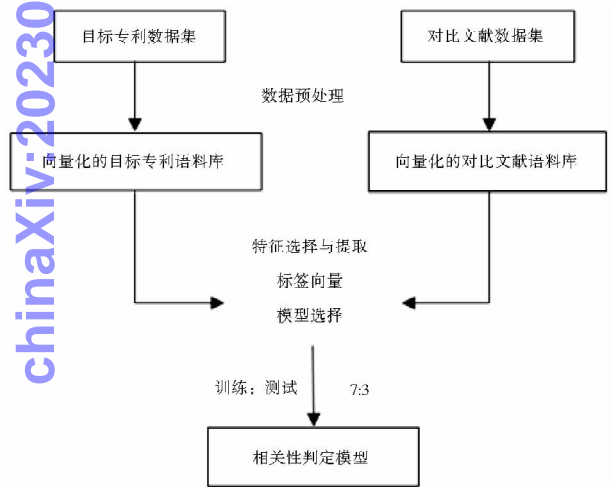 目标专利数据集
对比文献数据集
数据预处理
向量化的目标专利语料库
向量化的对比文献语料库
特征选择与提取
标签向量
模型选择
训练：测试 7:3
相关性判定模型
chinaXiv:20230